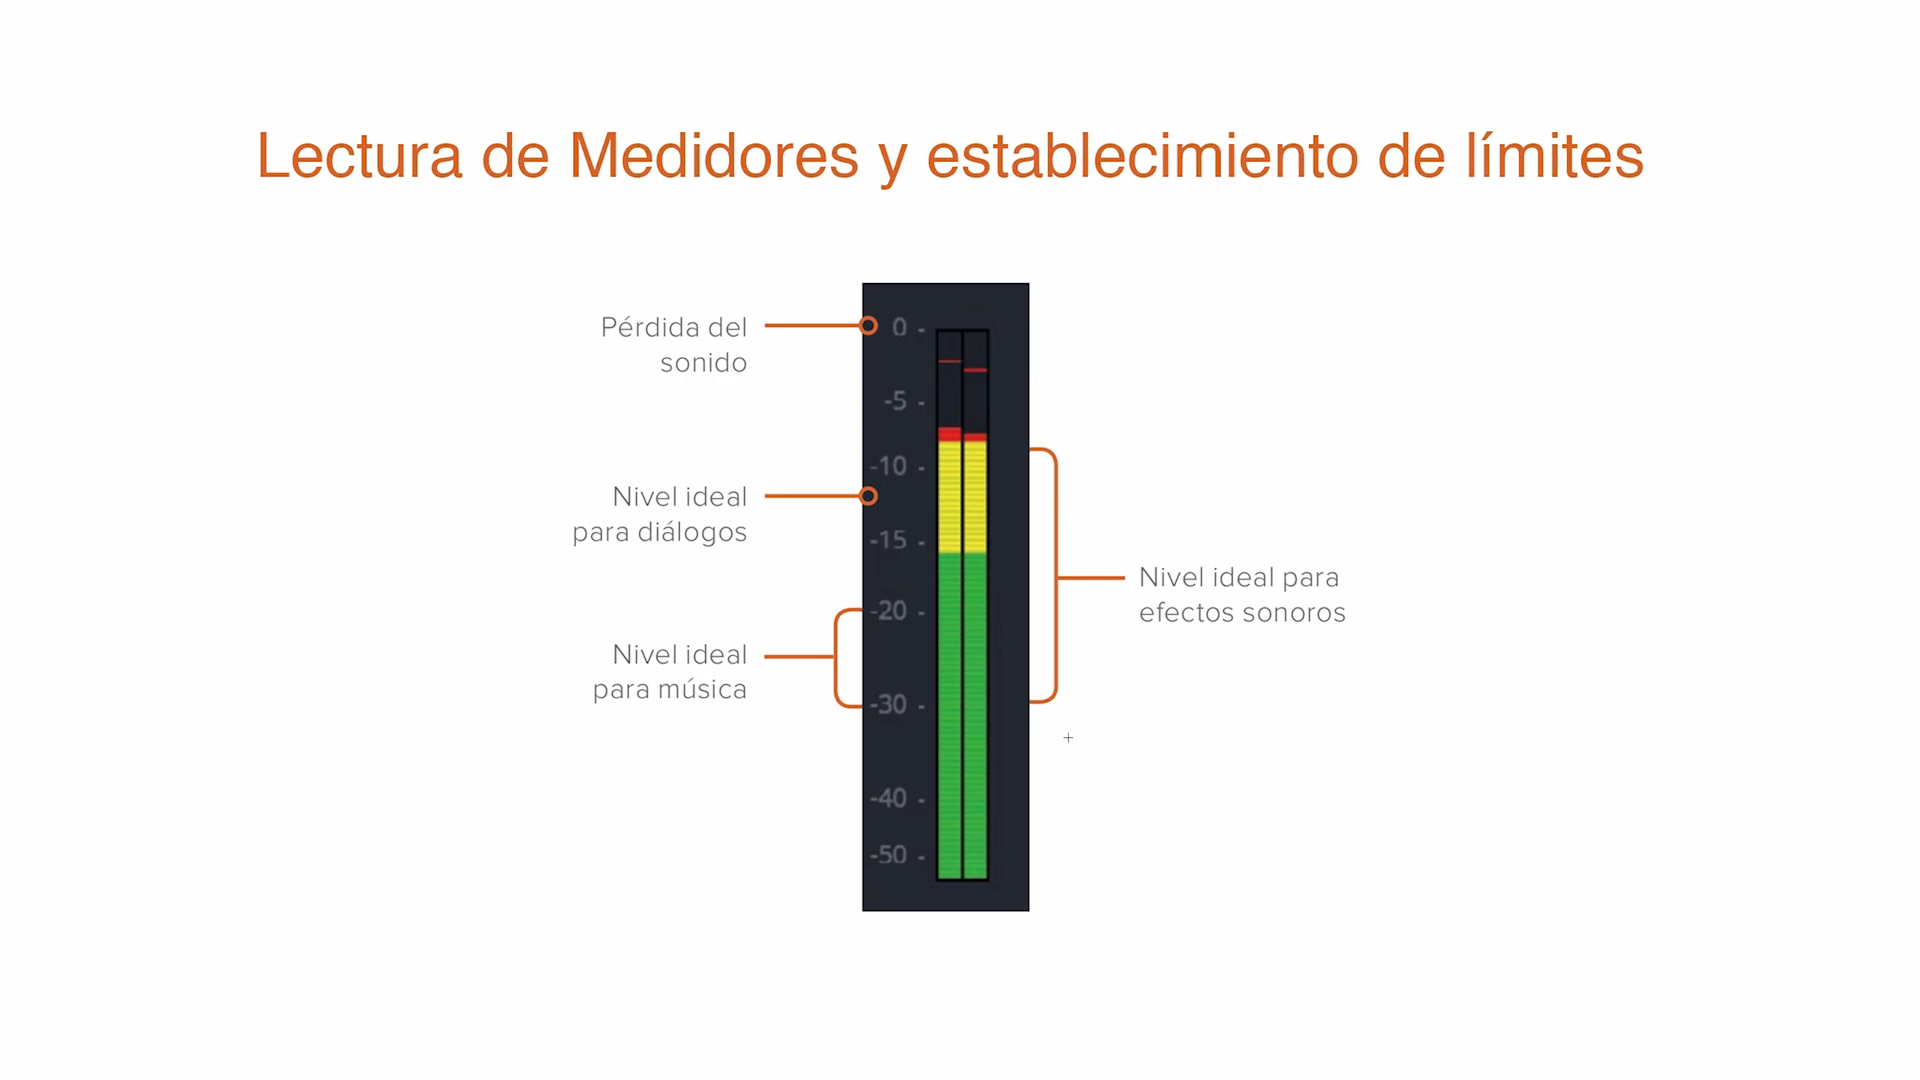 Lectura de Medidores y establecimiento de límites
Pérdida del
sonido
Nivel ideal
para diálogos
Nivel ideal
para música
0 -
-5 -
-10 -
-15 -
-20 -
-30 -
-40 -
-50 -
Nivel ideal para
efectos sonoros